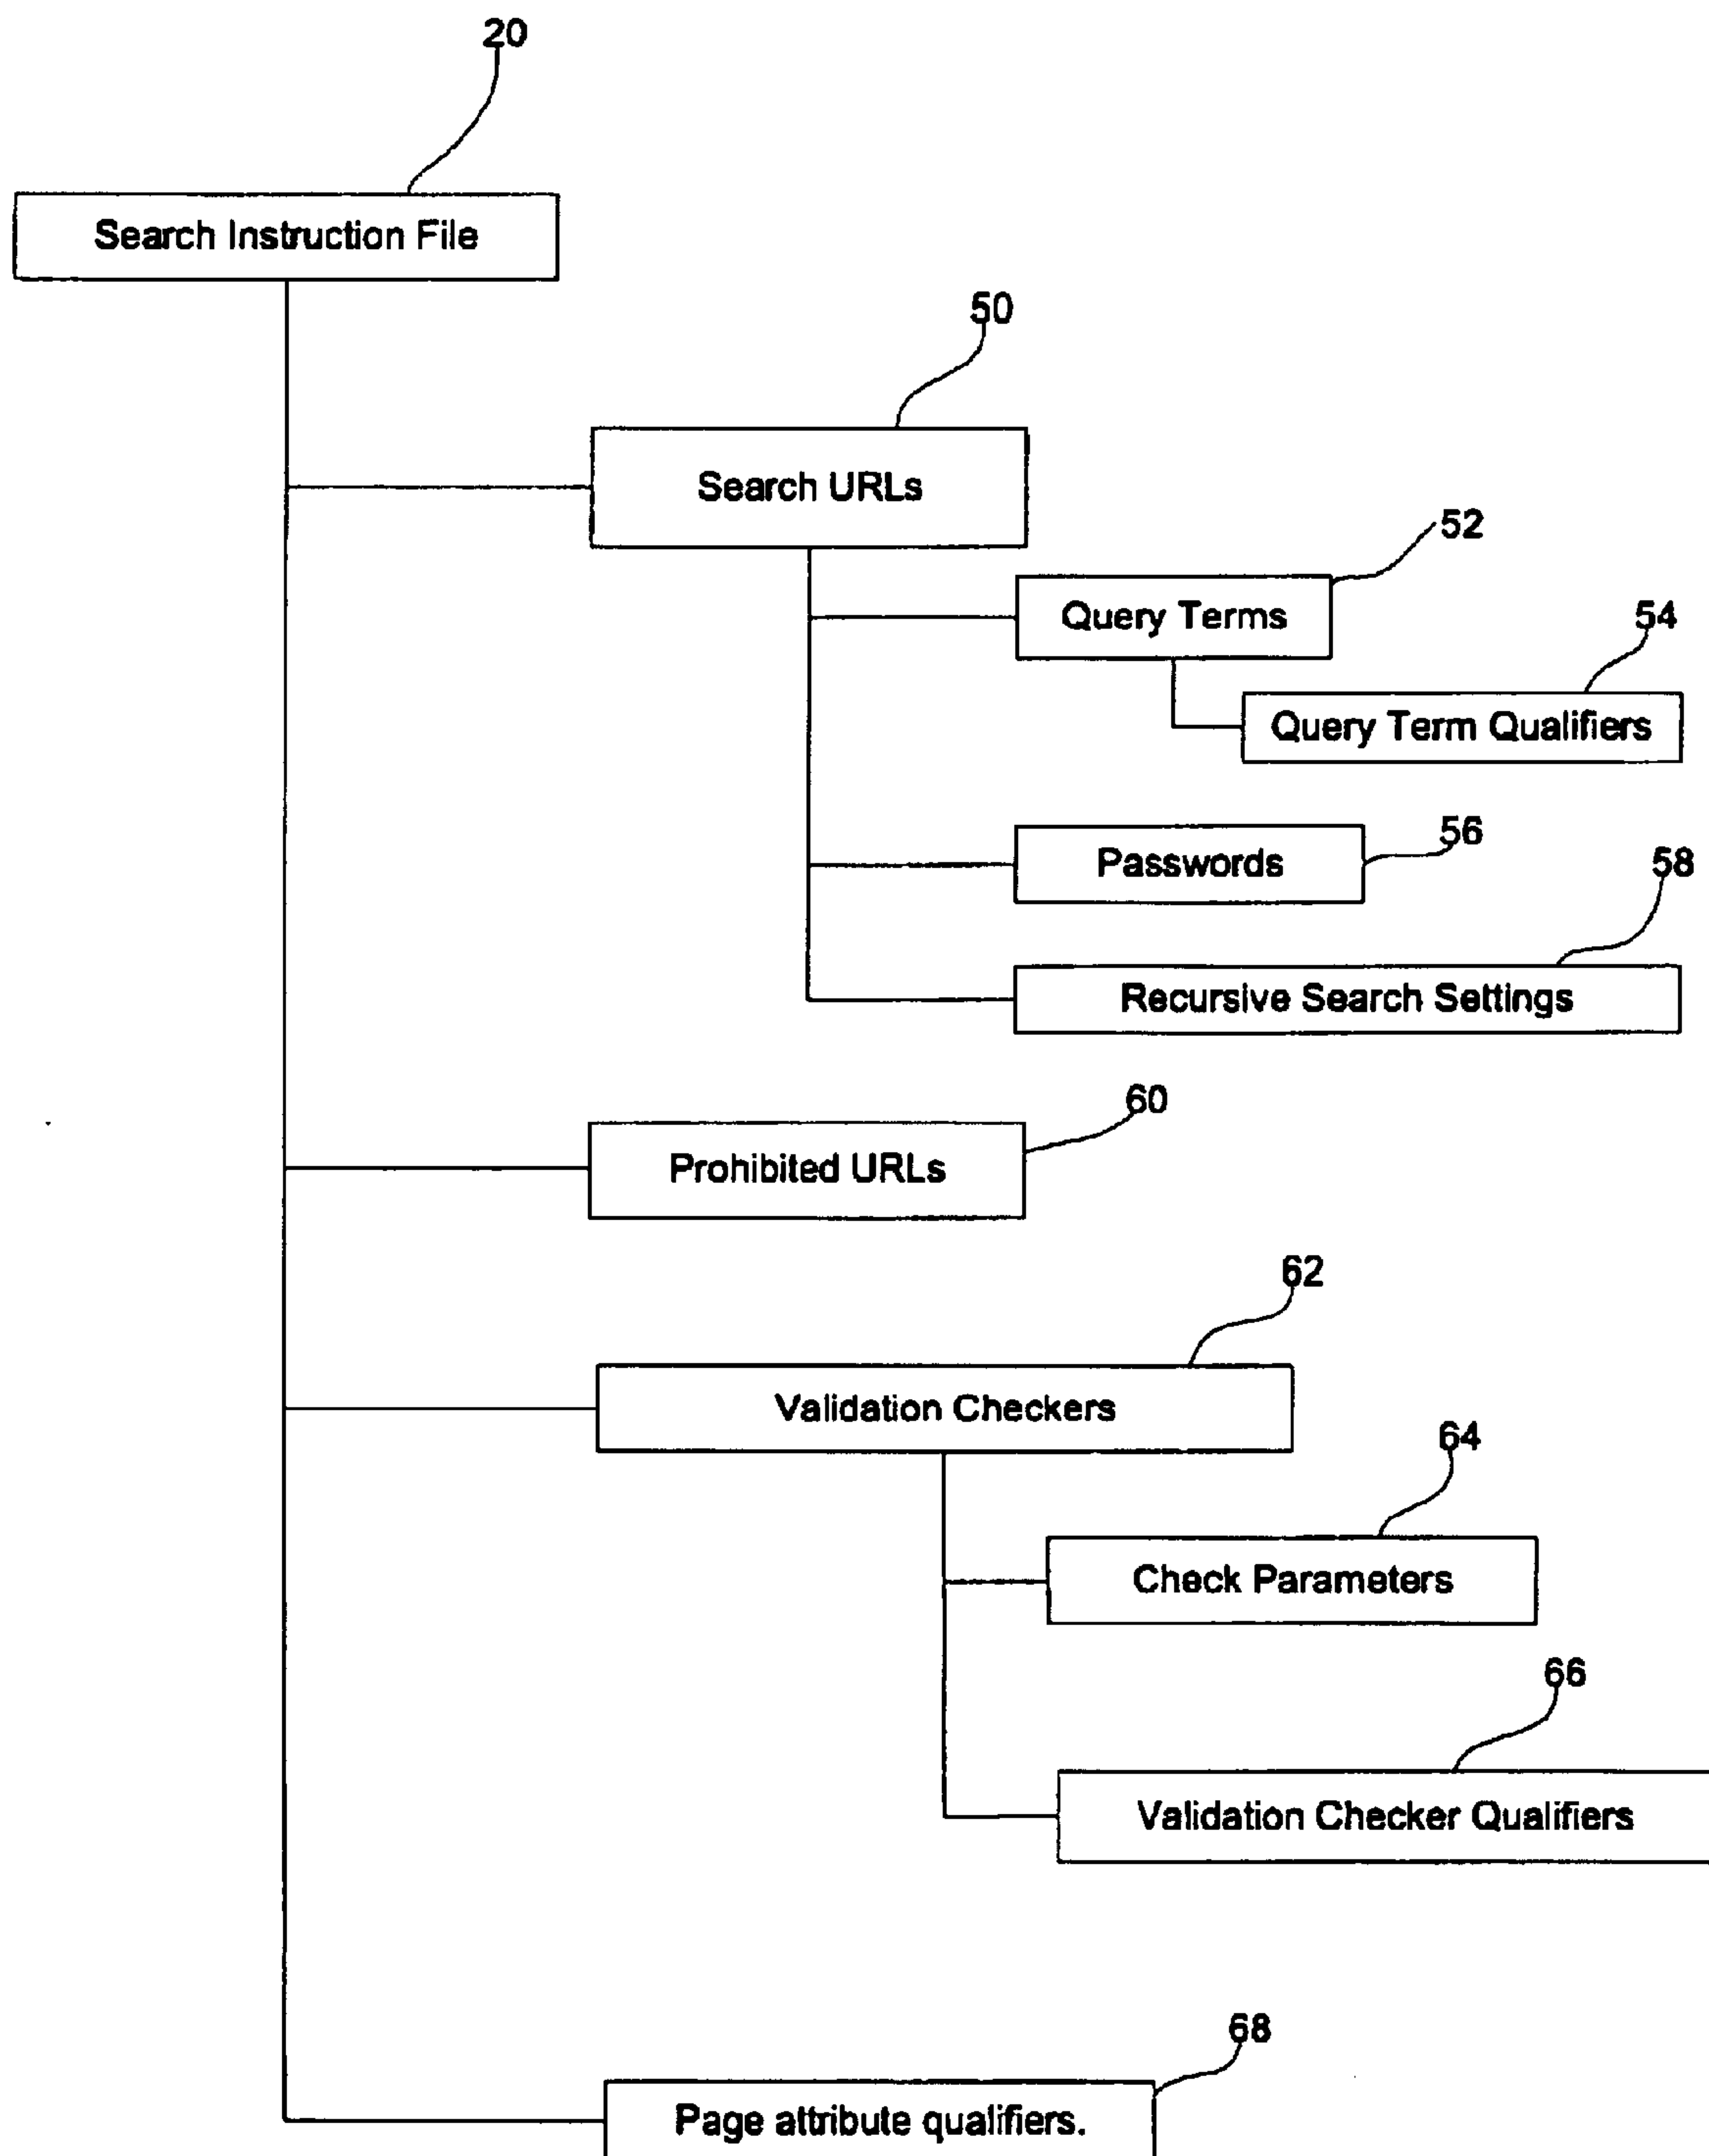 20
Search Instruction File
50
Search URLs
52
Query Terms
54
Query Term Qualifiers
56
Passwords
58
Recursive Search Settings
60
Prohibited URLs
62
Validation Checkers
64
Check Parameters
66
Validation Checker Qualifiers
68
Page attribute qualifiers.